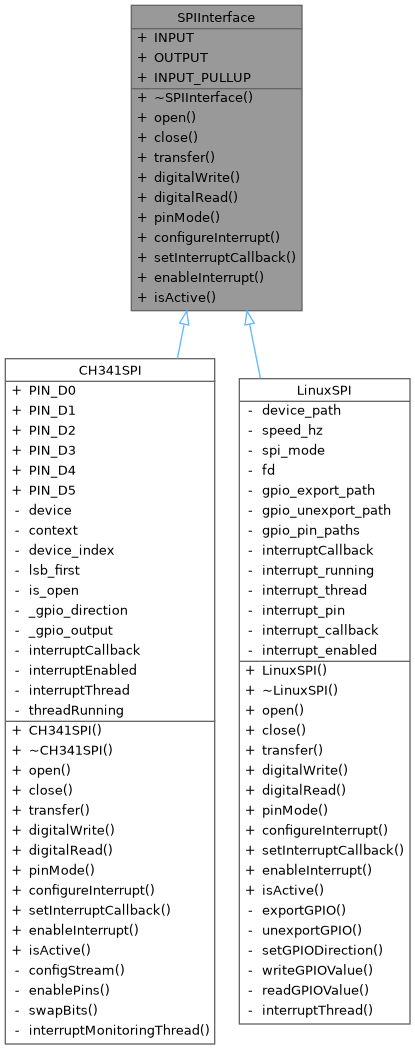 SPIInterface
+ INPUT
+ OUTPUT
+ INPUT_PULLUP
+ ~SPIInterface()
+ open()
+ close()
+ transfer()
+ digitalWrite()
+ digitalRead()
+ pinMode()
+ configureInterrupt()
+ setInterruptCallback()
+ enableInterrupt()
+ isActive()
CH341SPI
+ PIN_D0
+ PIN_D1
+ PIN_D2
+ PIN_D3
+ PIN_D4
+ PIN_D5
- device
- context
- device_index
- lsb_first
- is_open
- _gpio_direction
- _gpio_output
- interruptCallback
- interruptEnabled
- interruptThread
- threadRunning
+ CH341SPI()
+ ~CH341SPI()
+ open()
+ close()
+ transfer()
+ digitalWrite()
+ digitalRead()
+ pinMode()
+ configureInterrupt()
+ setInterruptCallback()
+ enableInterrupt()
+ isActive()
- configStream()
- enablePins()
- swapBits()
- interruptMonitoringThread()
LinuxSPI
- device_path
- speed_hz
- spi_mode
- fd
- gpio_export_path
- gpio_unexport_path
- gpio_pin_paths
- interruptCallback
- interrupt_running
- interrupt_thread
- interrupt_pin
- interrupt_callback
- interrupt_enabled
+ LinuxSPI()
+ ~LinuxSPI()
+ open()
+ close()
+ transfer()
+ digitalWrite()
+ digitalRead()
+ pinMode()
+ configureInterrupt()
+ setInterruptCallback()
+ enableInterrupt()
+ isActive()
- exportGPIO()
- unexportGPIO()
- setGPIODirection()
- writeGPIOValue()
- readGPIOValue()
- interruptThread()